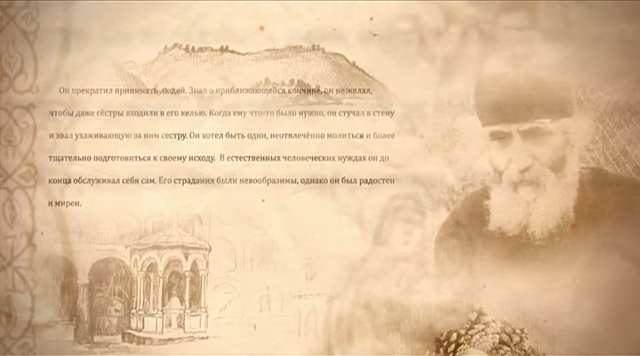 Он прекратил принимать людей. Зная о приближающейся кончине, он не желал,
чтобы даже сёстры входили в его келью. Когда ему что-то было нужно, он стучал в стену
и звал ухаживающую за ним сестру. Он хотел быть один, неотвлечённо молиться и более
тщательно подготовиться к своему исходу. В естественных человеческих нуждах он до
конца обслуживал себя сам. Его страдания были невообразимы, однако он был радостен
и мирен.